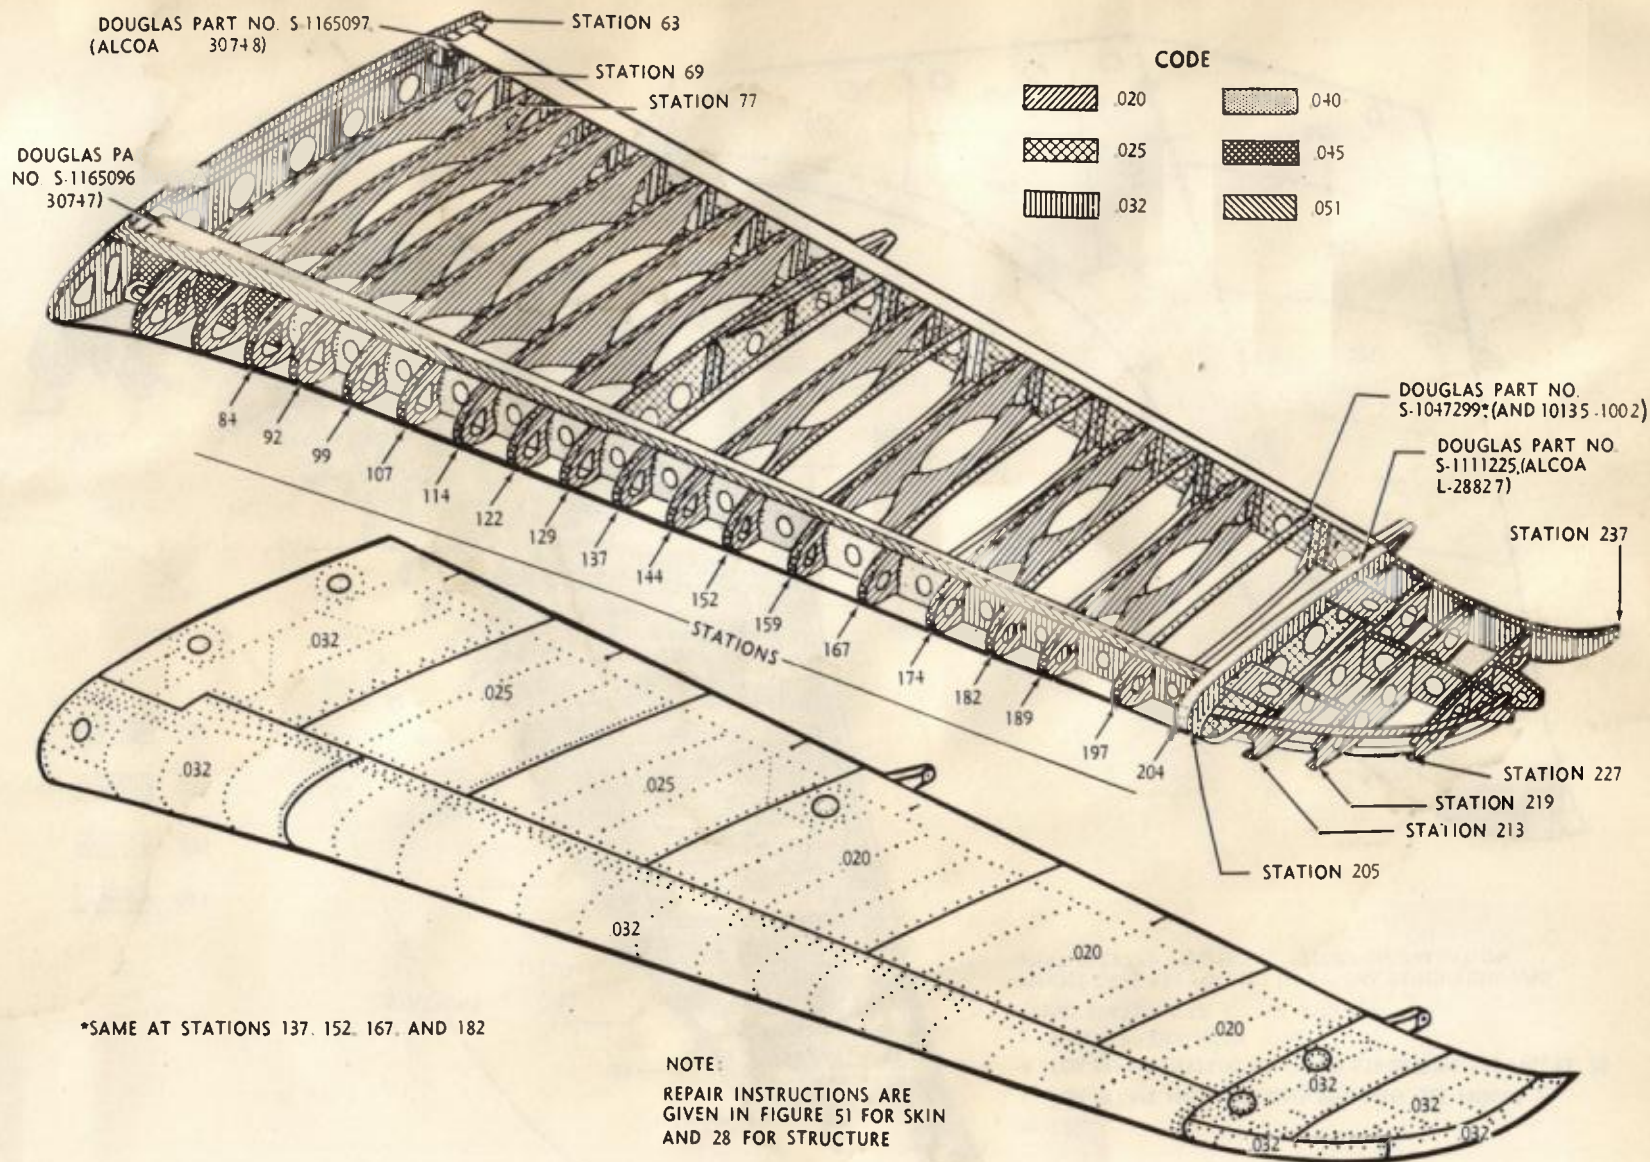 DOUGLAS PART NO. S-1165097
(ALCOA 30748)
STATION 63
STATION 69
STATION 77
DOUGLAS PA
NO S-1165096
30747)
CODE
.020
.040
.025
.045
.032
.051
DOUGLAS PART NO.
S-1047299*(AND 10135-1002)
DOUGLAS PART NO.
S-1111225,(ALCOA
L-28827)
STATION 237
84
92
99
107
114
122
129
137
144
152
159
167
174
182
189
197
204
STATIONS
STATION 227
STATION 219
STATION 213
STATION 205
.032
.025
.032
.025
.020
.032
.020
.020
.032
.032
.032
.032
*SAME AT STATIONS 137. 152. 167. AND 182
NOTE:
REPAIR INSTRUCTIONS ARE
GIVEN IN FIGURE 51 FOR SKIN
AND 28 FOR STRUCTURE